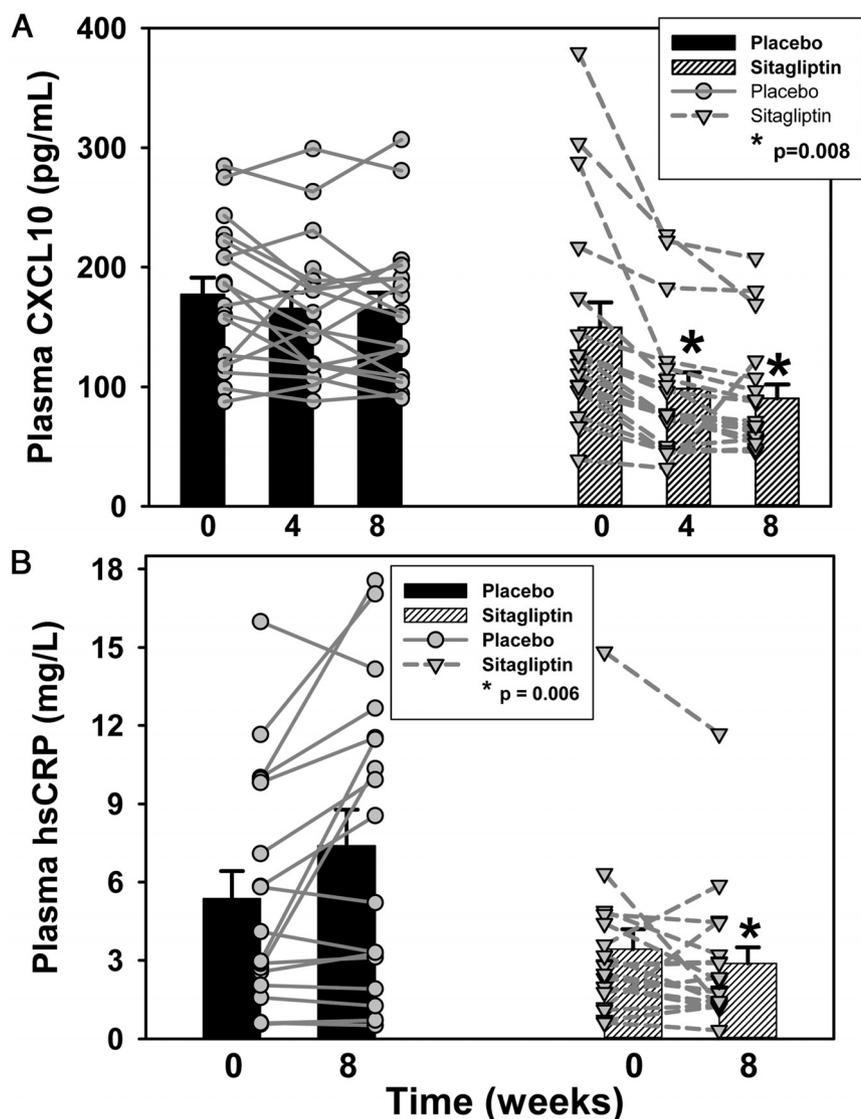 A
Plasma CXCL10 (pg/mL)
400
300
200
100
0
0 4 8 0 4 8
Placebo
Sitagliptin
Placebo
Sitagliptin
* p=0.008
* *
B
Plasma hsCRP (mg/L)
18
15
12
9
6
3
0
0 8 0 8
Placebo
Sitagliptin
Placebo
Sitagliptin
* p = 0.006
*
Time (weeks)